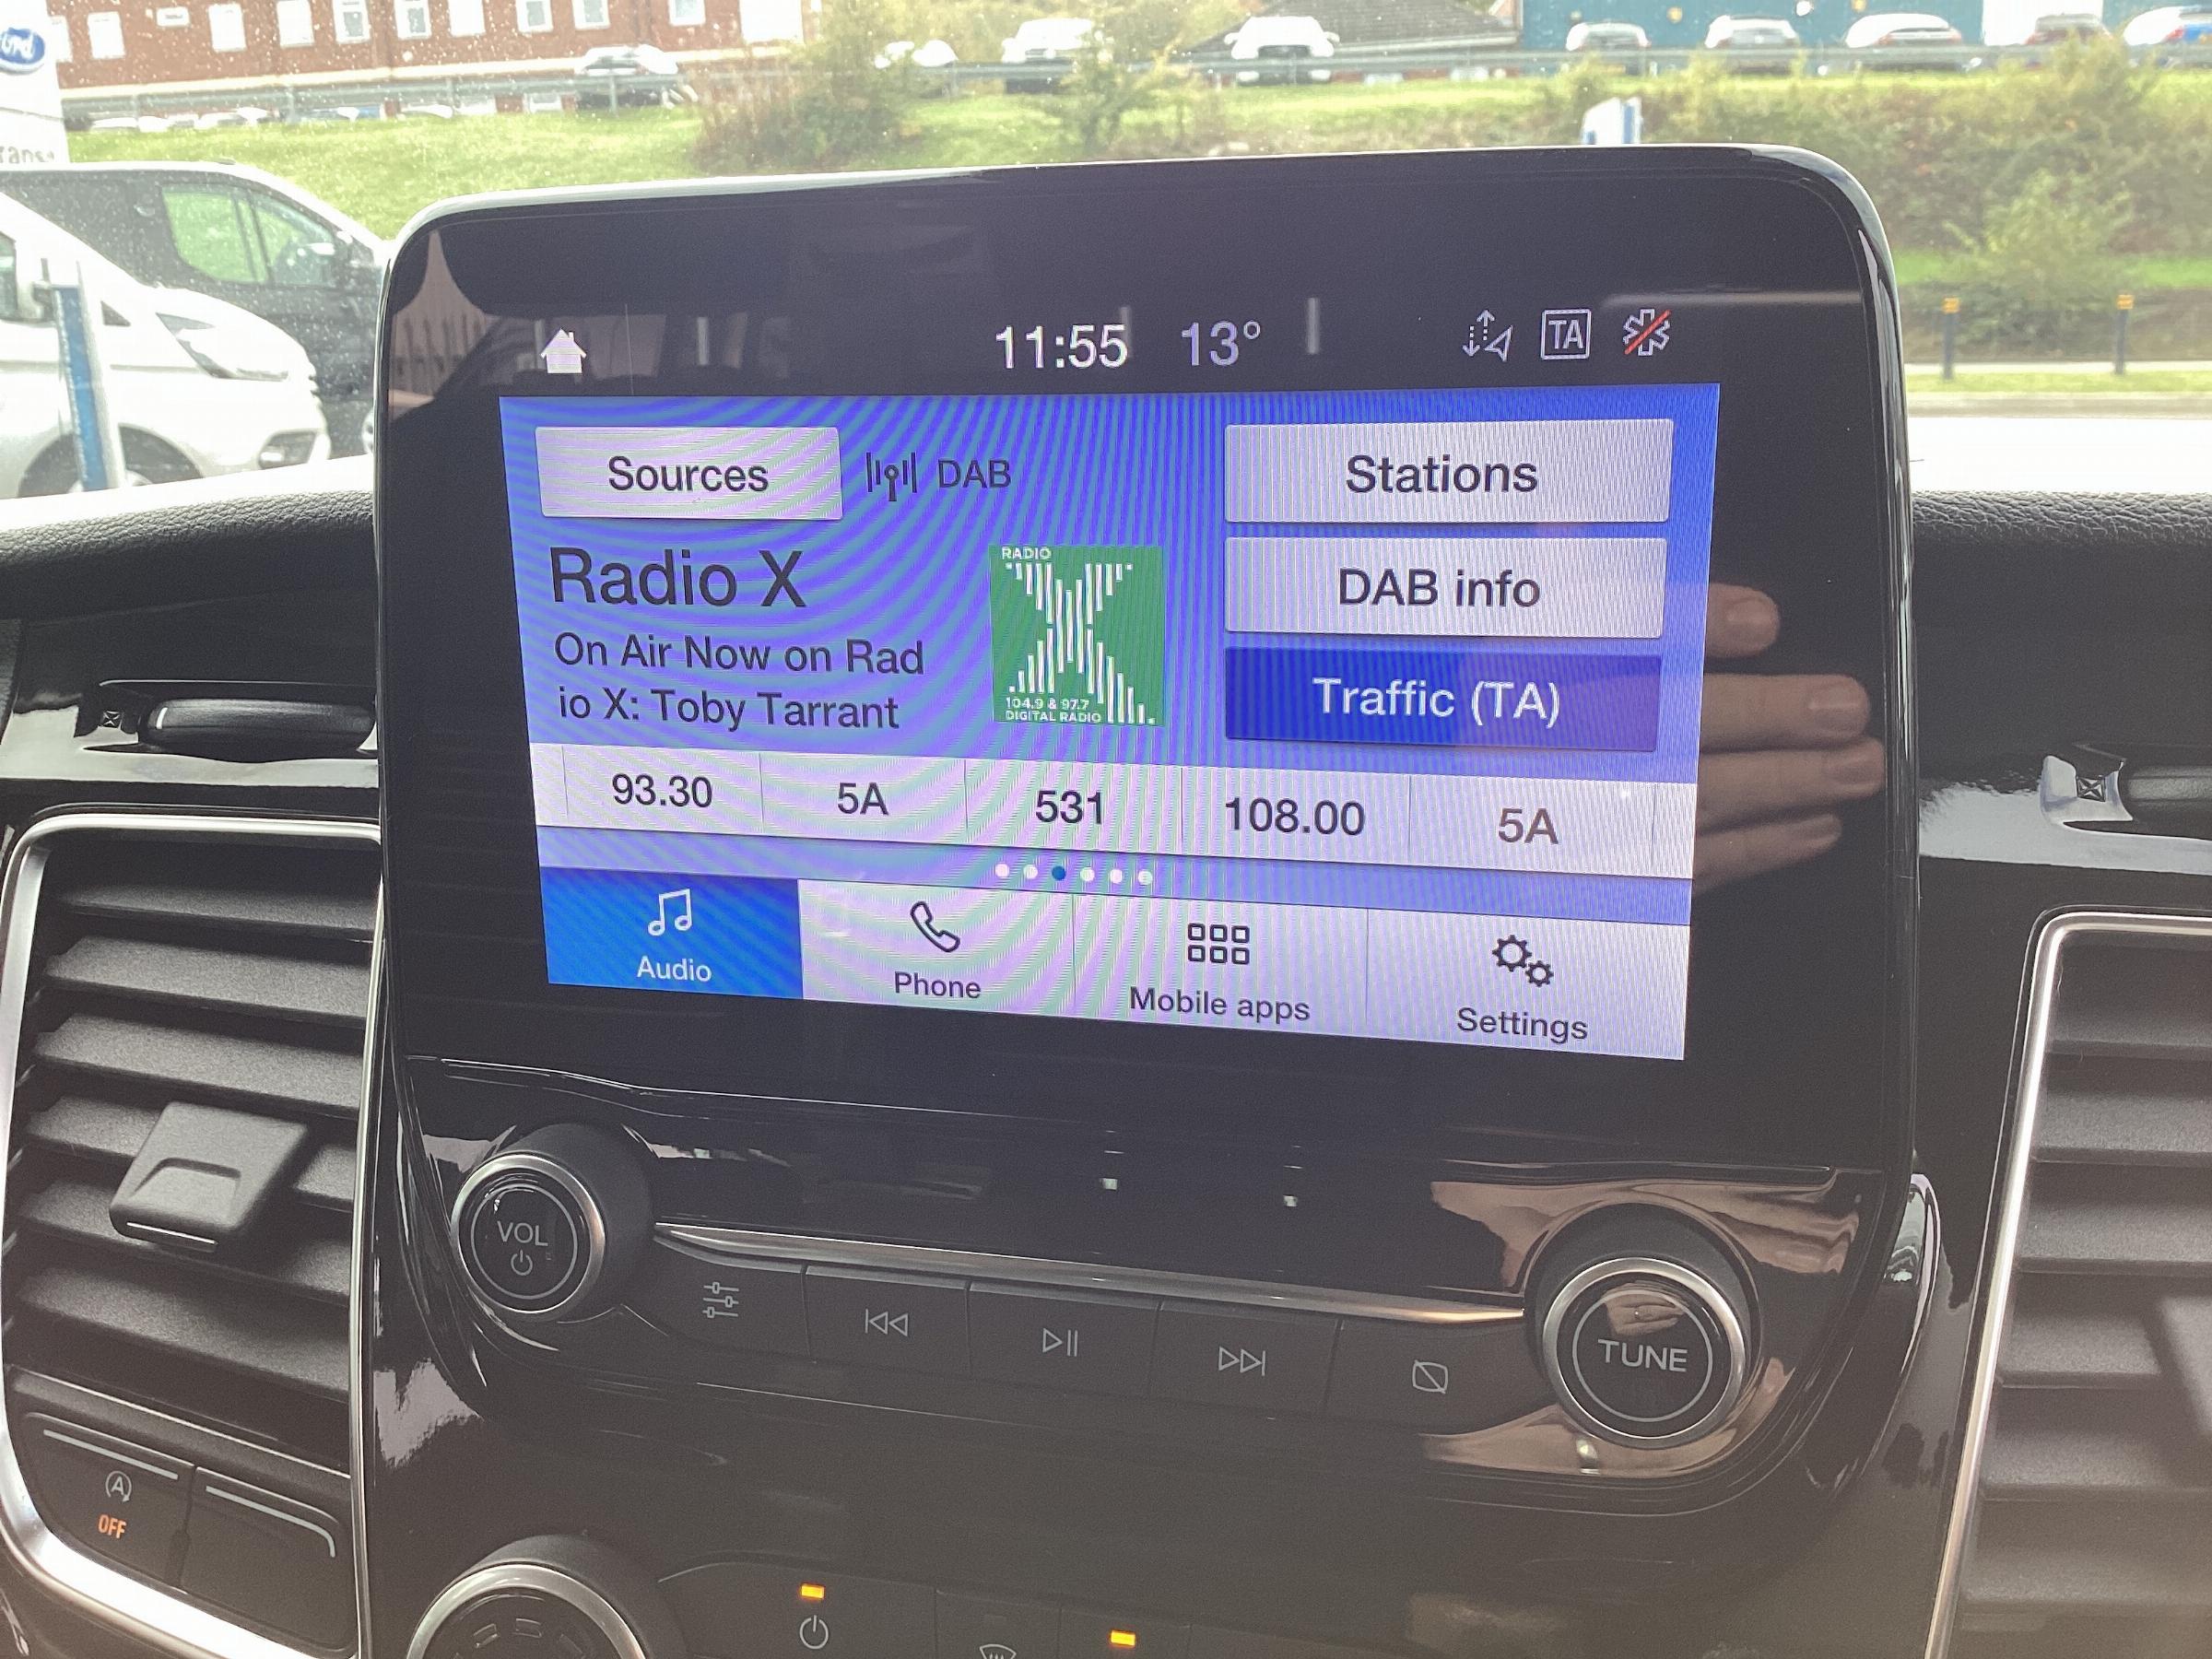 Ford
11:55 13°
TA
Sources
DAB
Stations
Radio X
On Air Now on Rad
io X: Toby Tarrant
RADIO
X
104.9 & 97.7
DIGITAL RADIO
DAB info
Traffic (TA)
93.30
5A
531
108.00
5A
Audio
Phone
Mobile apps
Settings
VOL
TUNE
A
OFF